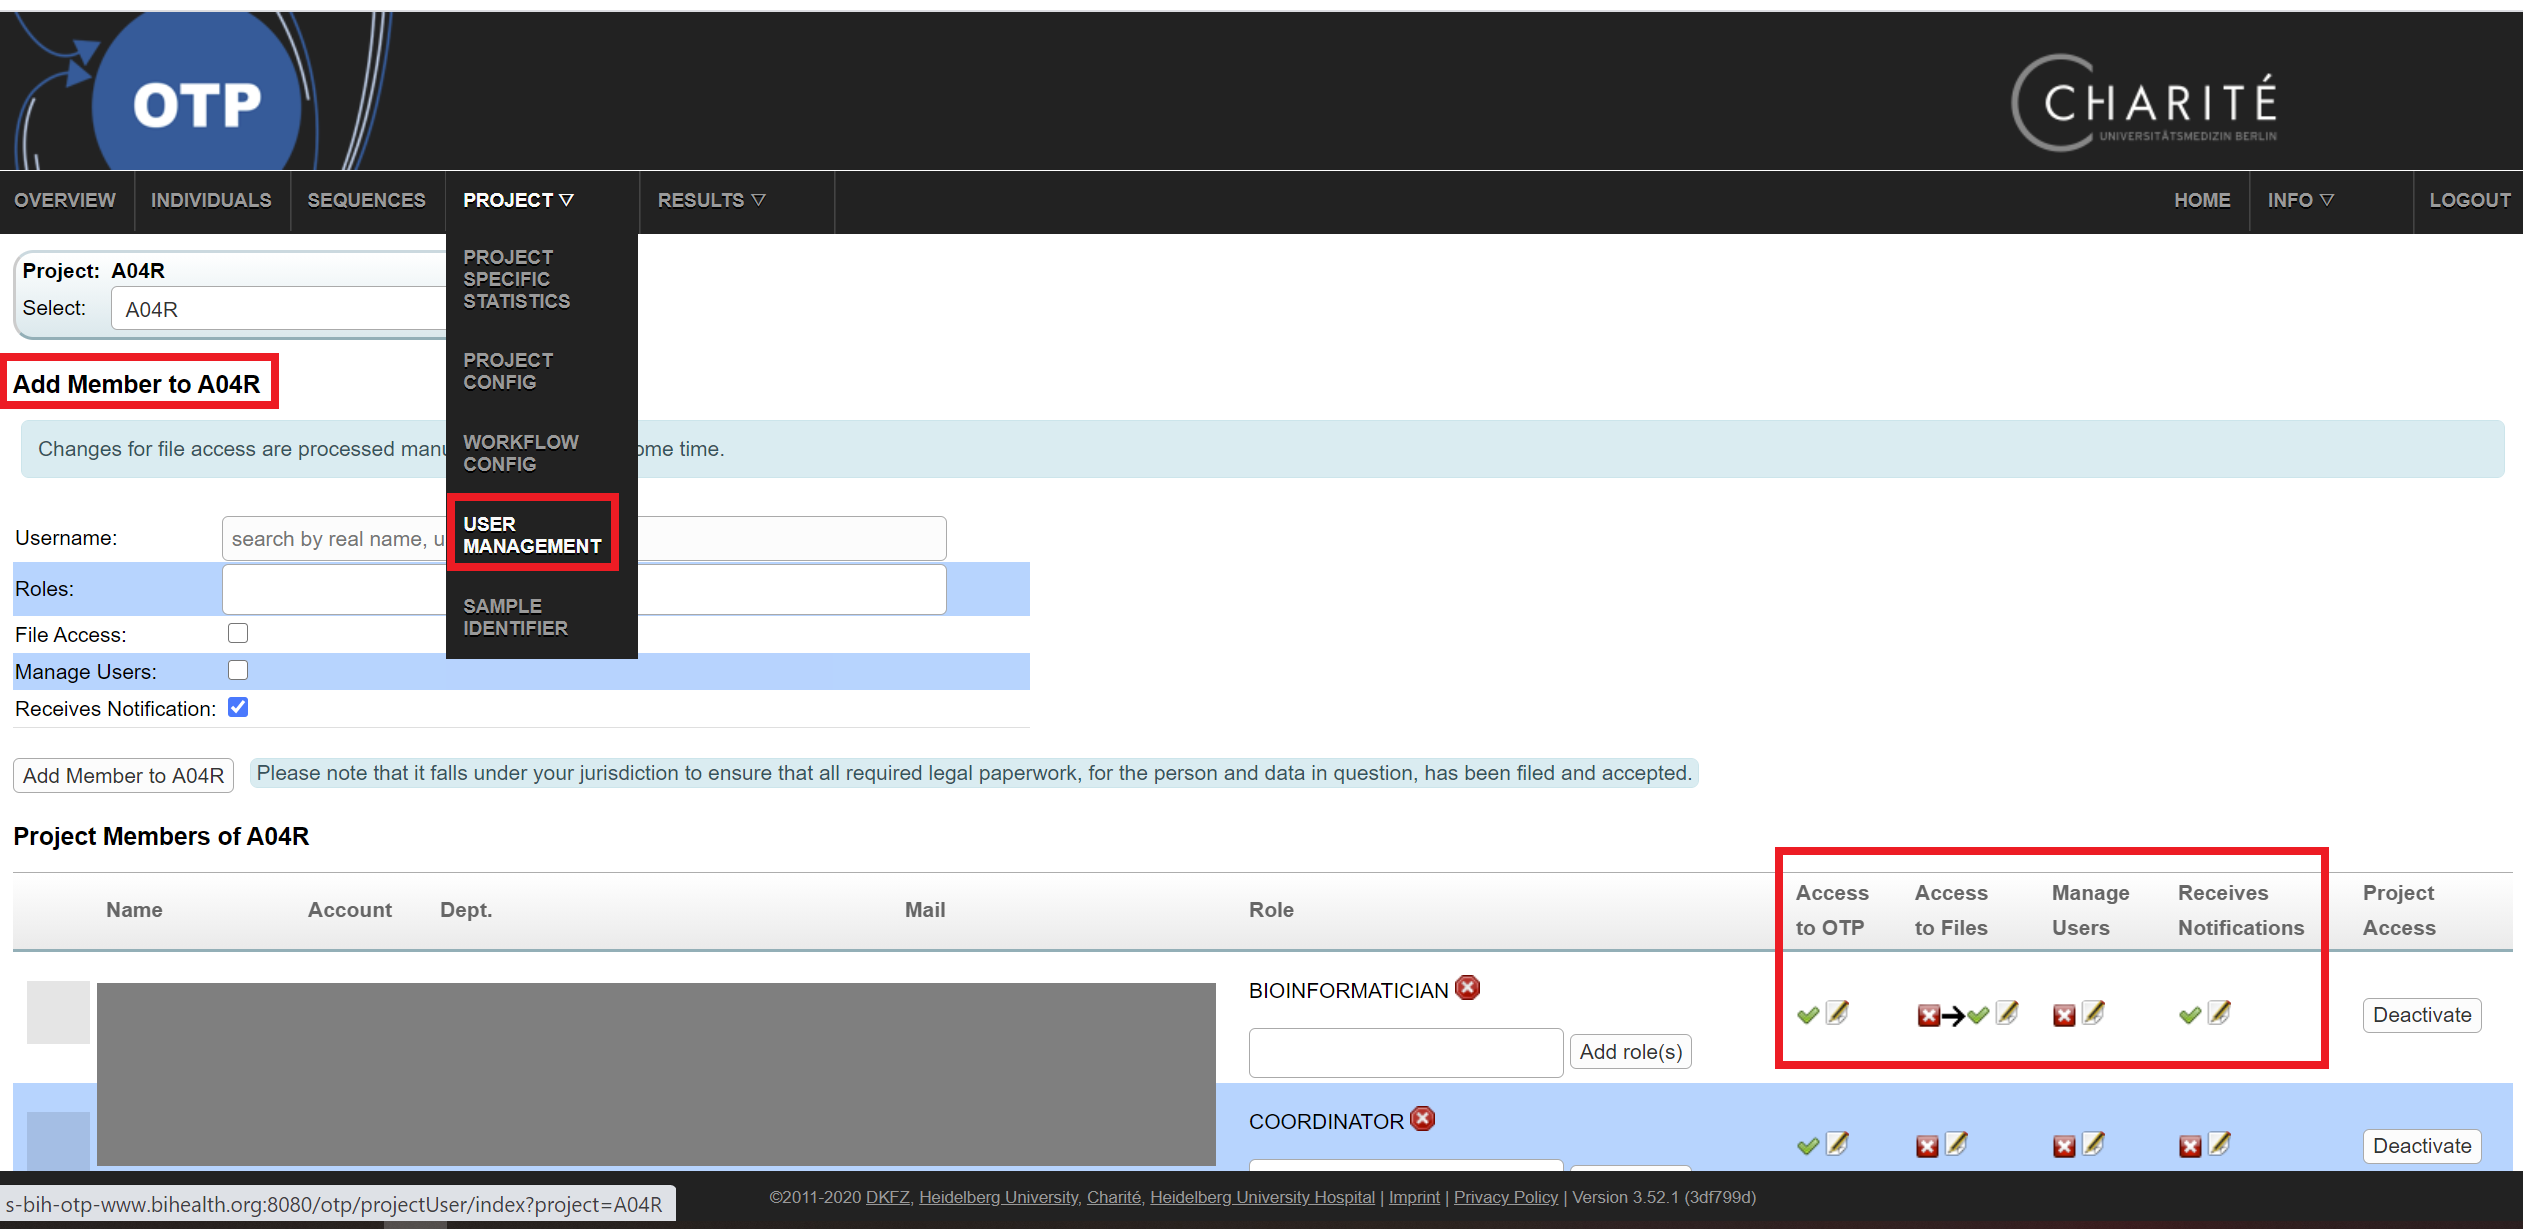 OTP
CHARITÉ
UNIVERSITÄTSMEDIZIN BERLIN
OVERVIEW INDIVIDUALS SEQUENCES PROJECT ▽ RESULTS ▽ HOME INFO ▽ LOGOUT
PROJECT
SPECIFIC
STATISTICS
PROJECT
CONFIG
WORKFLOW
CONFIG
USER
MANAGEMENT
SAMPLE
IDENTIFIER
Project: A04R
Select: A04R
Add Member to A04R
Changes for file access are processed manu ome time.
Username: search by real name, u
Roles:
File Access:
Manage Users:
Receives Notification:
Add Member to A04R Please note that it falls under your jurisdiction to ensure that all required legal paperwork, for the person and data in question, has been filed and accepted.
Project Members of A04R
Name Account Dept. Mail Role Access to OTP Access to Files Manage Users Receives Notifications Project Access
BIOINFORMATICIAN
Add role(s)
Deactivate
COORDINATOR
Deactivate
©2011-2020 DKFZ, Heidelberg University, Charité, Heidelberg University Hospital | Imprint | Privacy Policy | Version 3.52.1 (3df799d)
s-bih-otp-www.bihealth.org:8080/otp/projectUser/index?project=A04R